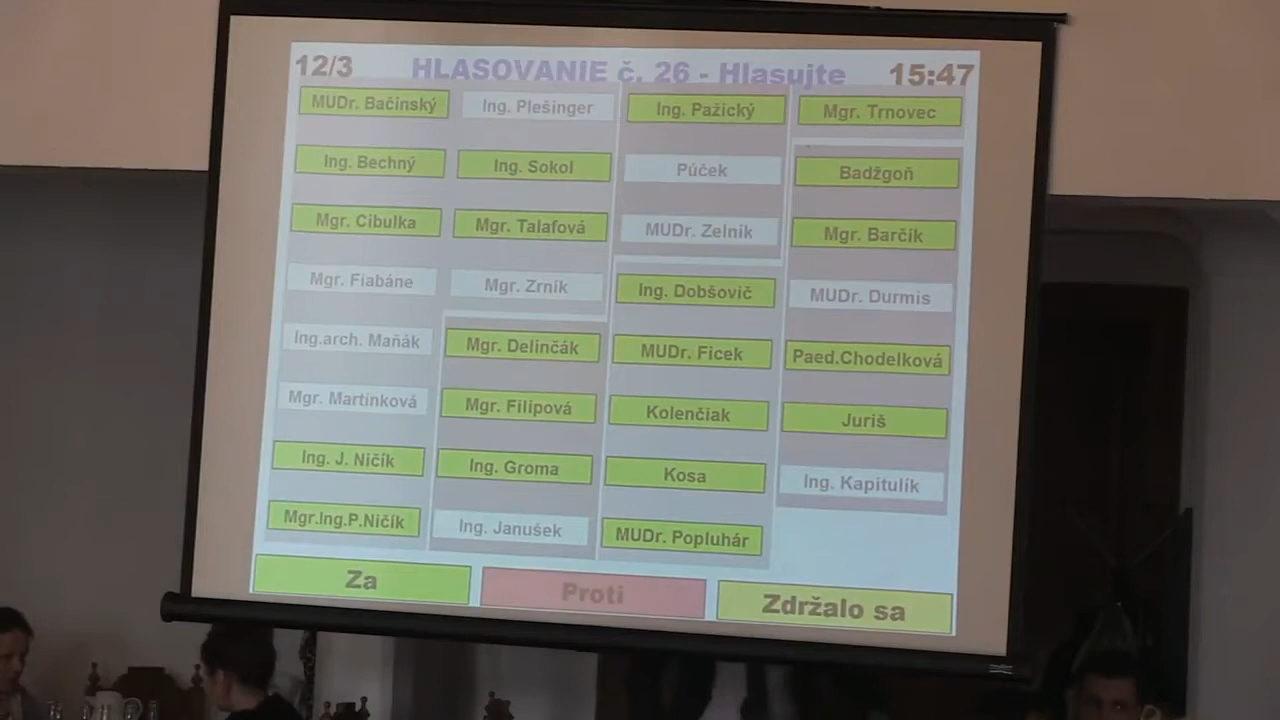 12/3 HLASOVANIE č. 26 - Hlasujte 15:47
MUDr. Bačinský
Ing. Bechný
Mgr. Cibulka
Mgr. Fiabáne
Ing.arch. Maňák
Mgr. Martinková
Ing. J. Ničík
Mgr.Ing.P.Ničík
Ing. Plešinger
Ing. Sokol
Mgr. Talafová
Mgr. Zrník
Mgr. Delinčák
Mgr. Filipová
Ing. Groma
Ing. Janušek
Ing. Pažický
Púček
MUDr. Zelník
Ing. Dobšovič
MUDr. Ficek
Kolenčiak
Kosa
MUDr. Popluhár
Mgr. Trnovec
Badžgoň
Mgr. Barčík
MUDr. Durmis
Paed.Chodelková
Juriš
Ing. Kapitulík
Za Proti Zdržalo sa